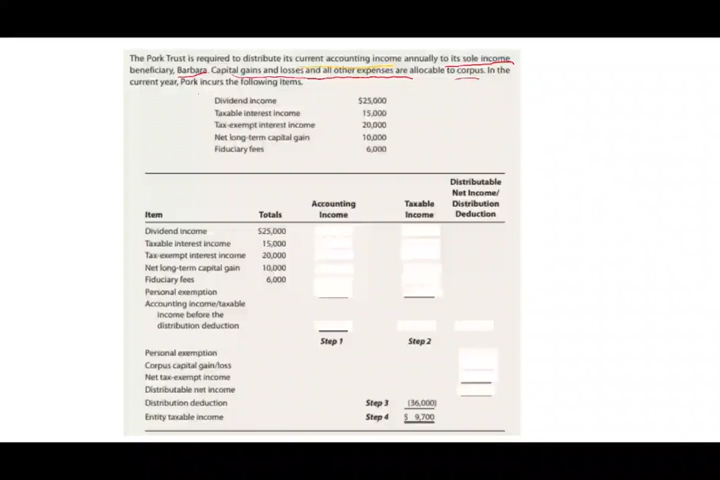 The Pork Trust is required to distribute its current accounting income annually to its sole income
beneficiary, Barbara. Capital gains and losses and all other expenses are allocable to corpus. In the
current year, Pork incurs the following items.
Dividend income $25,000
Taxable interest income 15,000
Tax-exempt interest income 20,000
Net long-term capital gain 10,000
Fiduciary fees 6,000
Distributable
Net Income/
Accounting Taxable Distribution
Item Totals Income Income Deduction
Dividend income $25,000
Taxable interest income 15,000
Tax-exempt interest income 20,000
Net long-term capital gain 10,000
Fiduciary fees 6,000
Personal exemption
Accounting income/taxable
income before the
distribution deduction
Step 1 Step 2
Personal exemption
Corpus capital gain/loss
Net tax-exempt income
Distributable net income
Distribution deduction Step 3 (36,000)
Entity taxable income Step 4 $ 9,700